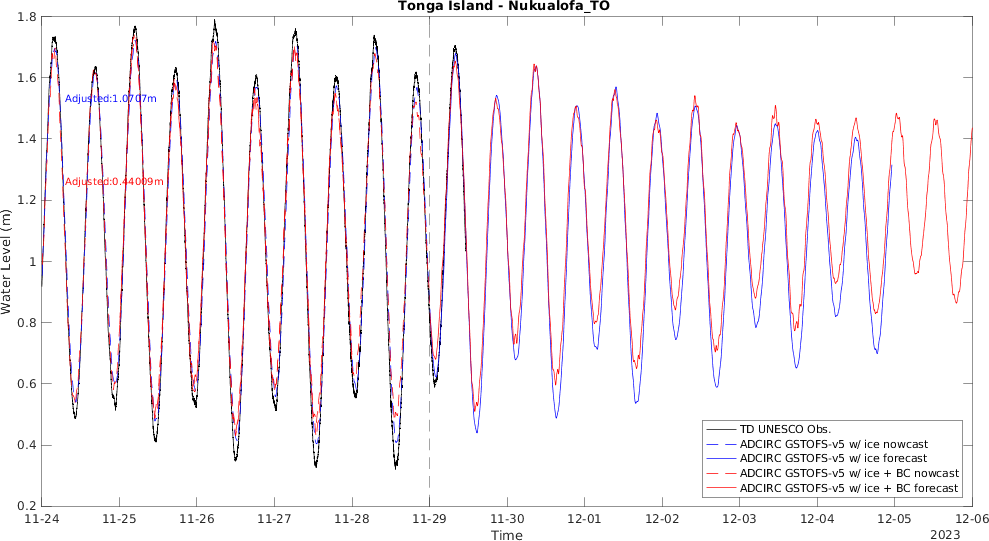 Tonga Island - Nukualofa_TO
1.8
1.6
1.4
1.2
1
0.8
0.6
0.4
0.2
Water Level (m)
Adjusted:1.0707m
Adjusted:0.44009m
TD UNESCO Obs.
ADCIRC GSTOFS-v5 w/ ice nowcast
ADCIRC GSTOFS-v5 w/ ice forecast
ADCIRC GSTOFS-v5 w/ ice + BC nowcast
ADCIRC GSTOFS-v5 w/ ice + BC forecast
11-24 11-25 11-26 11-27 11-28 11-29 11-30 12-01 12-02 12-03 12-04 12-05 12-06
Time
2023